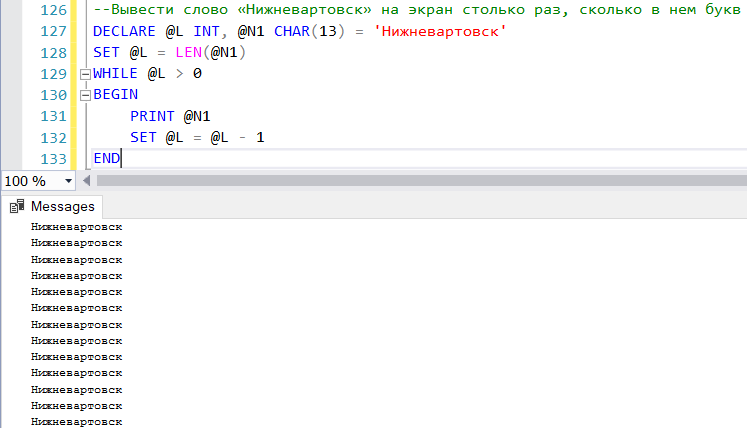 126 --Вывести слово «Нижневартовск» на экран столько раз, сколько в нем букв
127 DECLARE @L INT, @N1 CHAR(13) = 'Нижневартовск'
128 SET @L = LEN(@N1)
129 WHILE @L > 0
130 BEGIN
131 PRINT @N1
132 SET @L = @L - 1
133 END
100 %
Messages
Нижневартовск
Нижневартовск
Нижневартовск
Нижневартовск
Нижневартовск
Нижневартовск
Нижневартовск
Нижневартовск
Нижневартовск
Нижневартовск
Нижневартовск
Нижневартовск
Нижневартовск